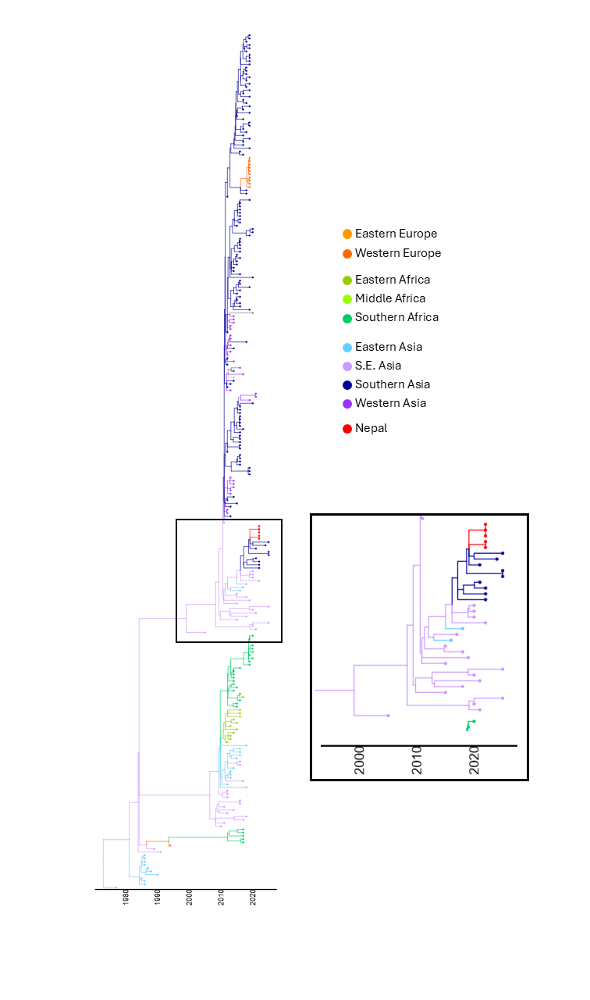 Eastern Europe
Western Europe
Eastern Africa
Middle Africa
Southern Africa
Eastern Asia
S.E. Asia
Southern Asia
Western Asia
Nepal
2000
2010
2020
1980
1990
2000
2010
2020